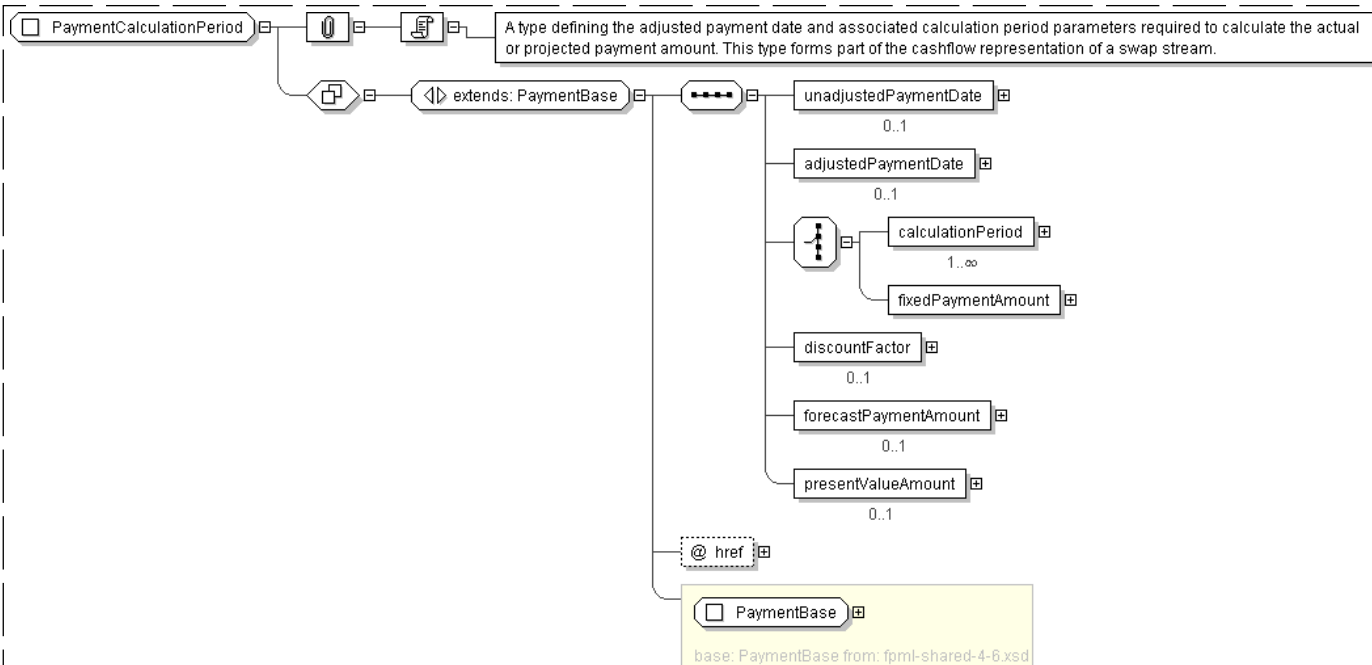 PaymentCalculationPeriod
A type defining the adjusted payment date and associated calculation period parameters required to calculate the actual
or projected payment amount. This type forms part of the cashflow representation of a swap stream.
extends: PaymentBase
unadjustedPaymentDate
0..1
adjustedPaymentDate
0..1
calculationPeriod
1..∞
fixedPaymentAmount
discountFactor
0..1
forecastPaymentAmount
0..1
presentValueAmount
0..1
@ href
PaymentBase
base: PaymentBase from: fpml-shared-4-6.xsd